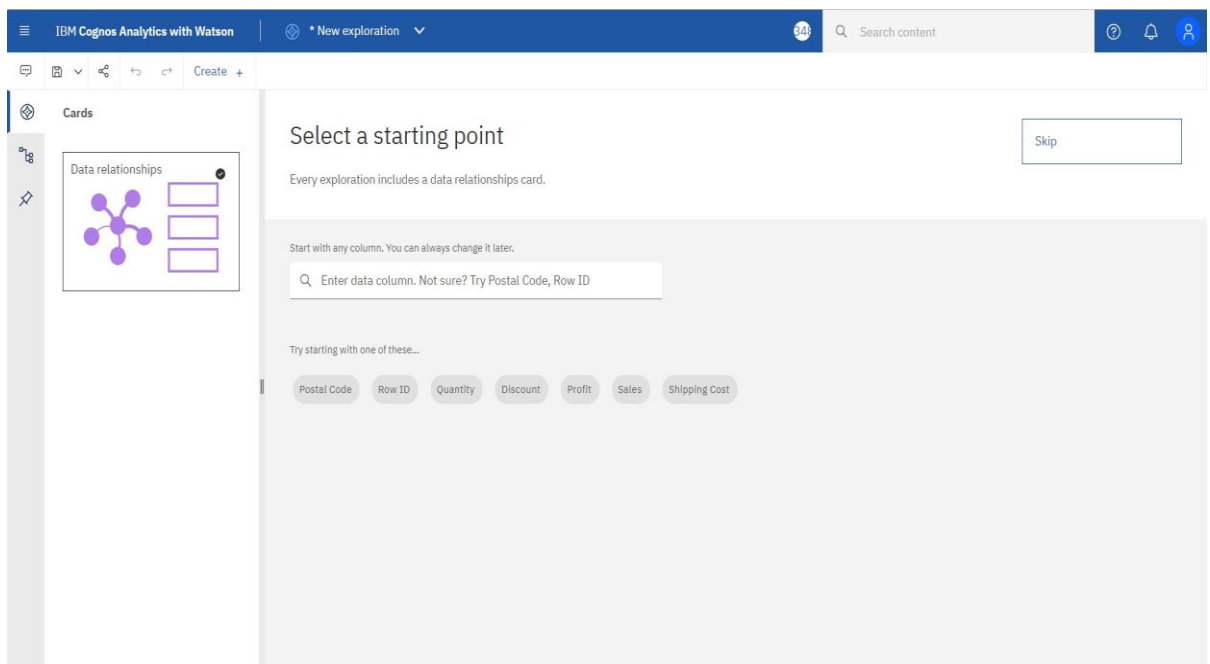 IBM Cognos Analytics with Watson
* New exploration
Search content
Create +
Cards
Data relationships
Select a starting point
Skip
Every exploration includes a data relationships card.
Start with any column. You can always change it later.
Enter data column. Not sure? Try Postal Code, Row ID
Try starting with one of these...
Postal Code Row ID Quantity Discount Profit Sales Shipping Cost